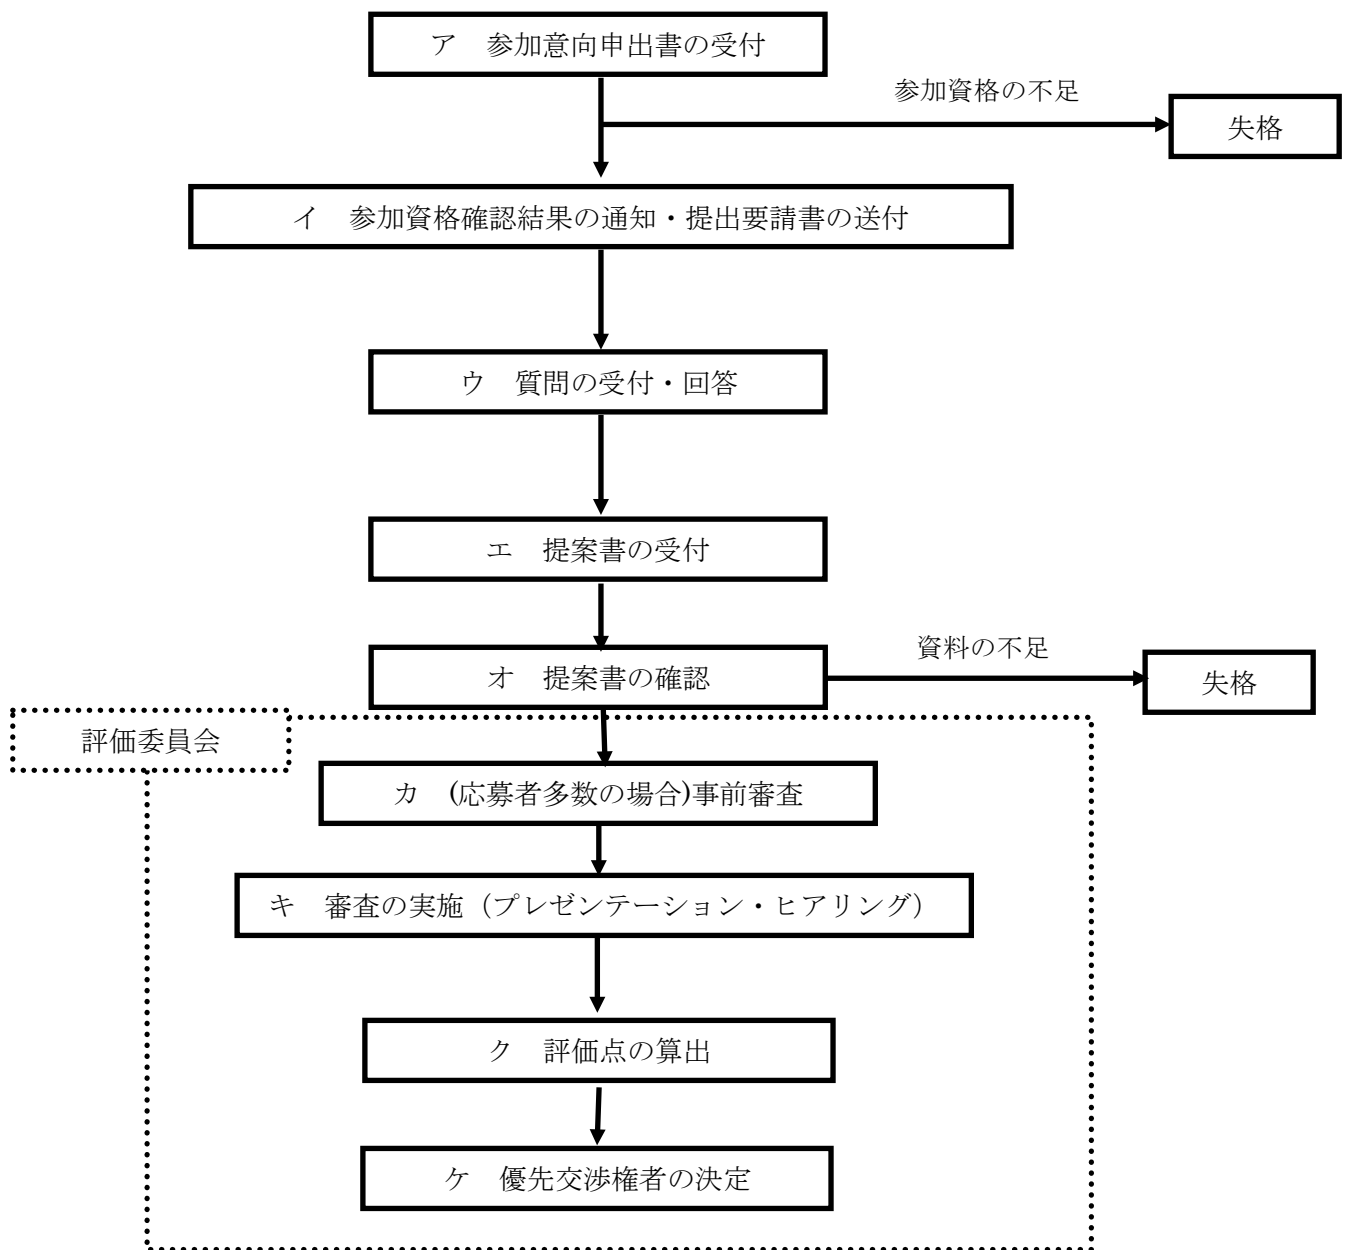 ア　参加意向申出書の受付
参加資格の不足
失格
イ　参加資格確認結果の通知・提出要請書の送付
ウ　質問の受付・回答
エ　提案書の受付
オ　提案書の確認
資料の不足
失格
評価委員会
カ　(応募者多数の場合)事前審査
キ　審査の実施（プレゼンテーション・ヒアリング）
ク　評価点の算出
ケ　優先交渉権者の決定